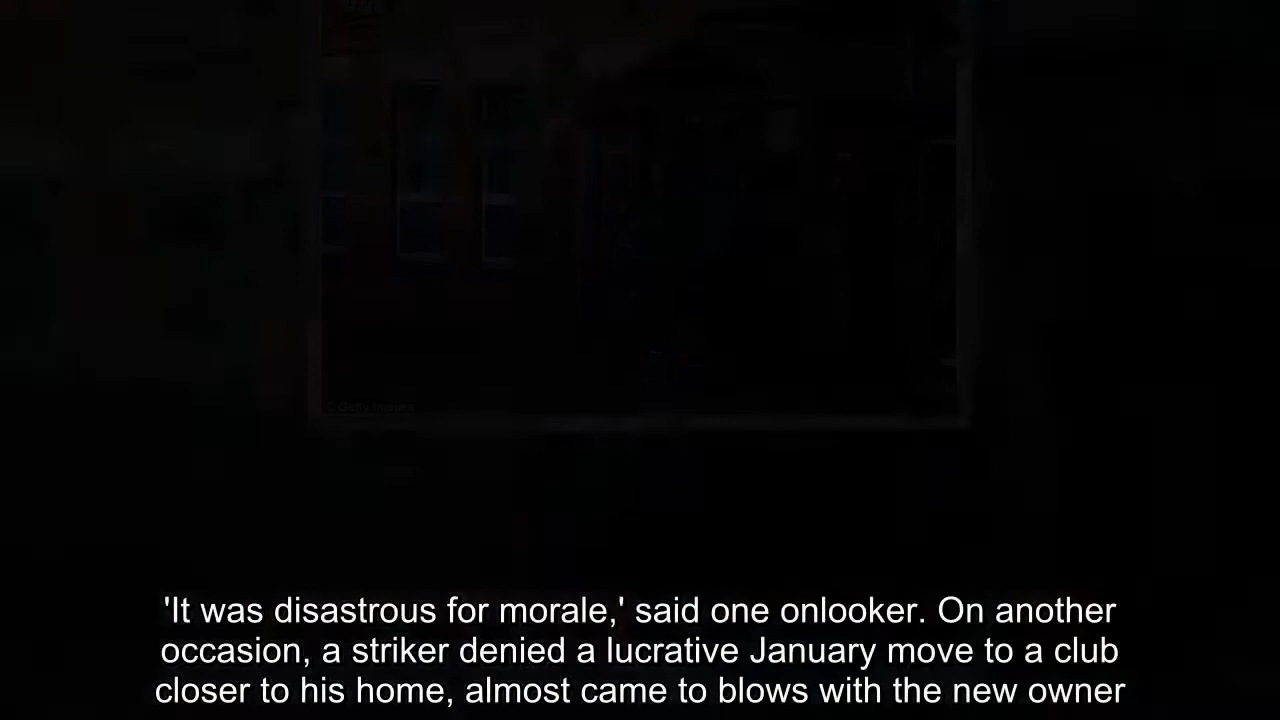 'It was disastrous for morale,' said one onlooker. On another
occasion, a striker denied a lucrative January move to a club
closer to his home, almost came to blows with the new owner